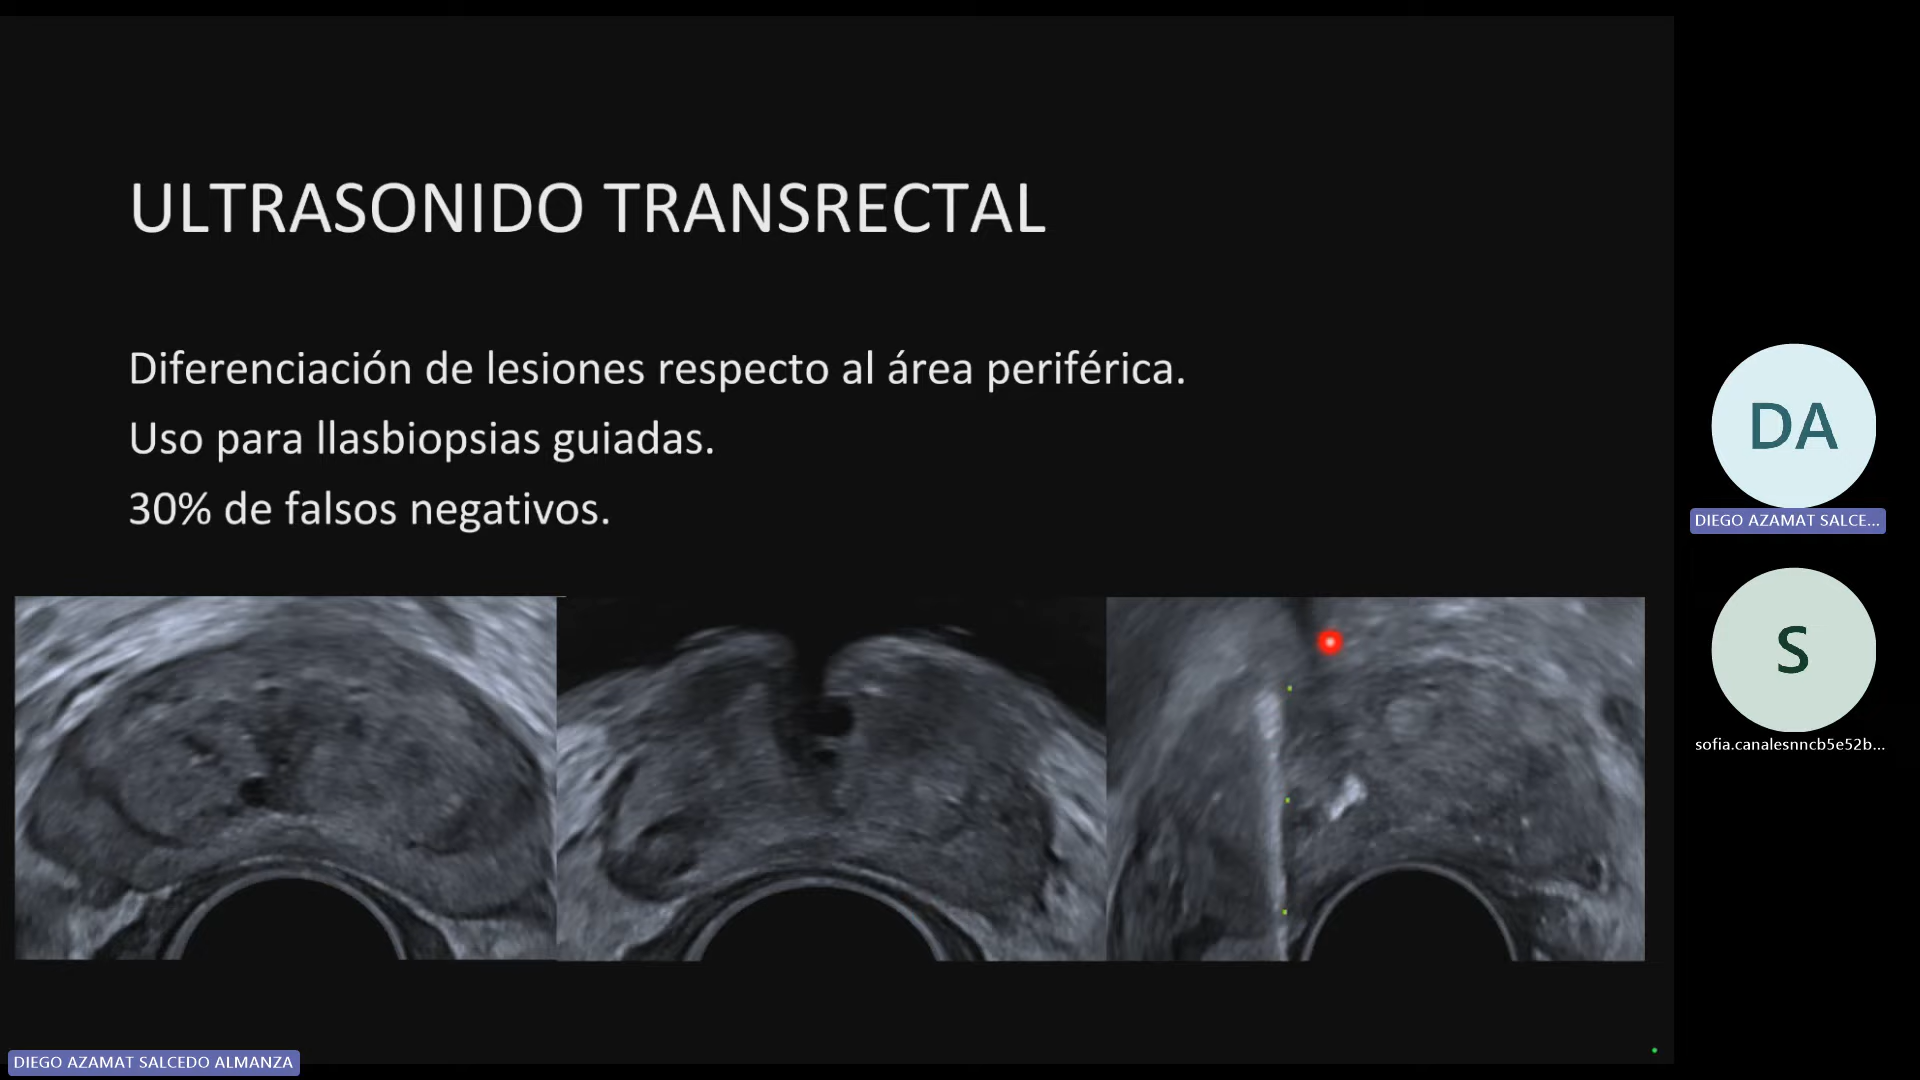 ULTRASONIDO TRANSRECTAL
Diferenciación de lesiones respecto al área periférica.
Uso para llasbiopsias guiadas.
30% de falsos negativos.
DA
DIEGO AZAMAT SALCE...
S
sofia.canalesnncb5e52b...
DIEGO AZAMAT SALCEDO ALMANZA